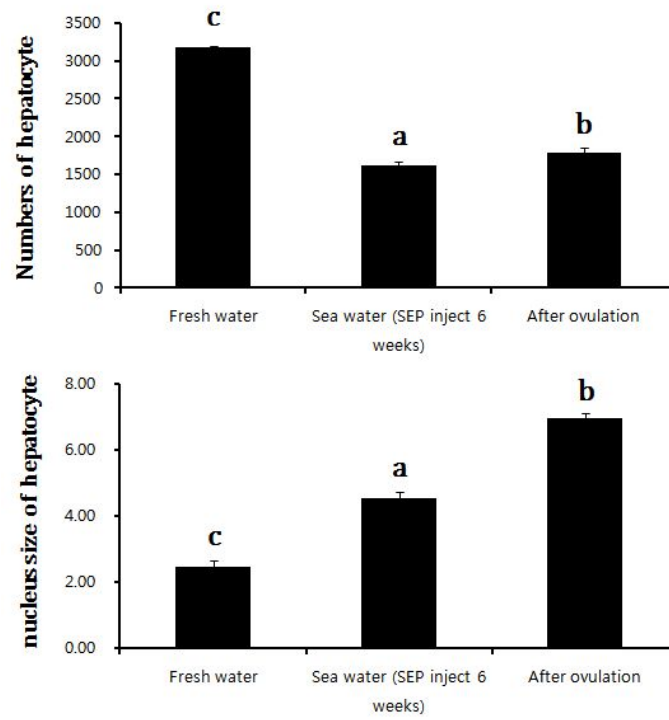 Numbers of hepatocyte
3500
3000
2500
2000
1500
1000
500
0
c
a
b
Fresh water
Sea water (SEP inject 6
weeks)
After ovulation
nucleus size of hepatocyte
8.00
6.00
4.00
2.00
0.00
c
a
b
Fresh water
Sea water (SEP inject 6
weeks)
After ovulation